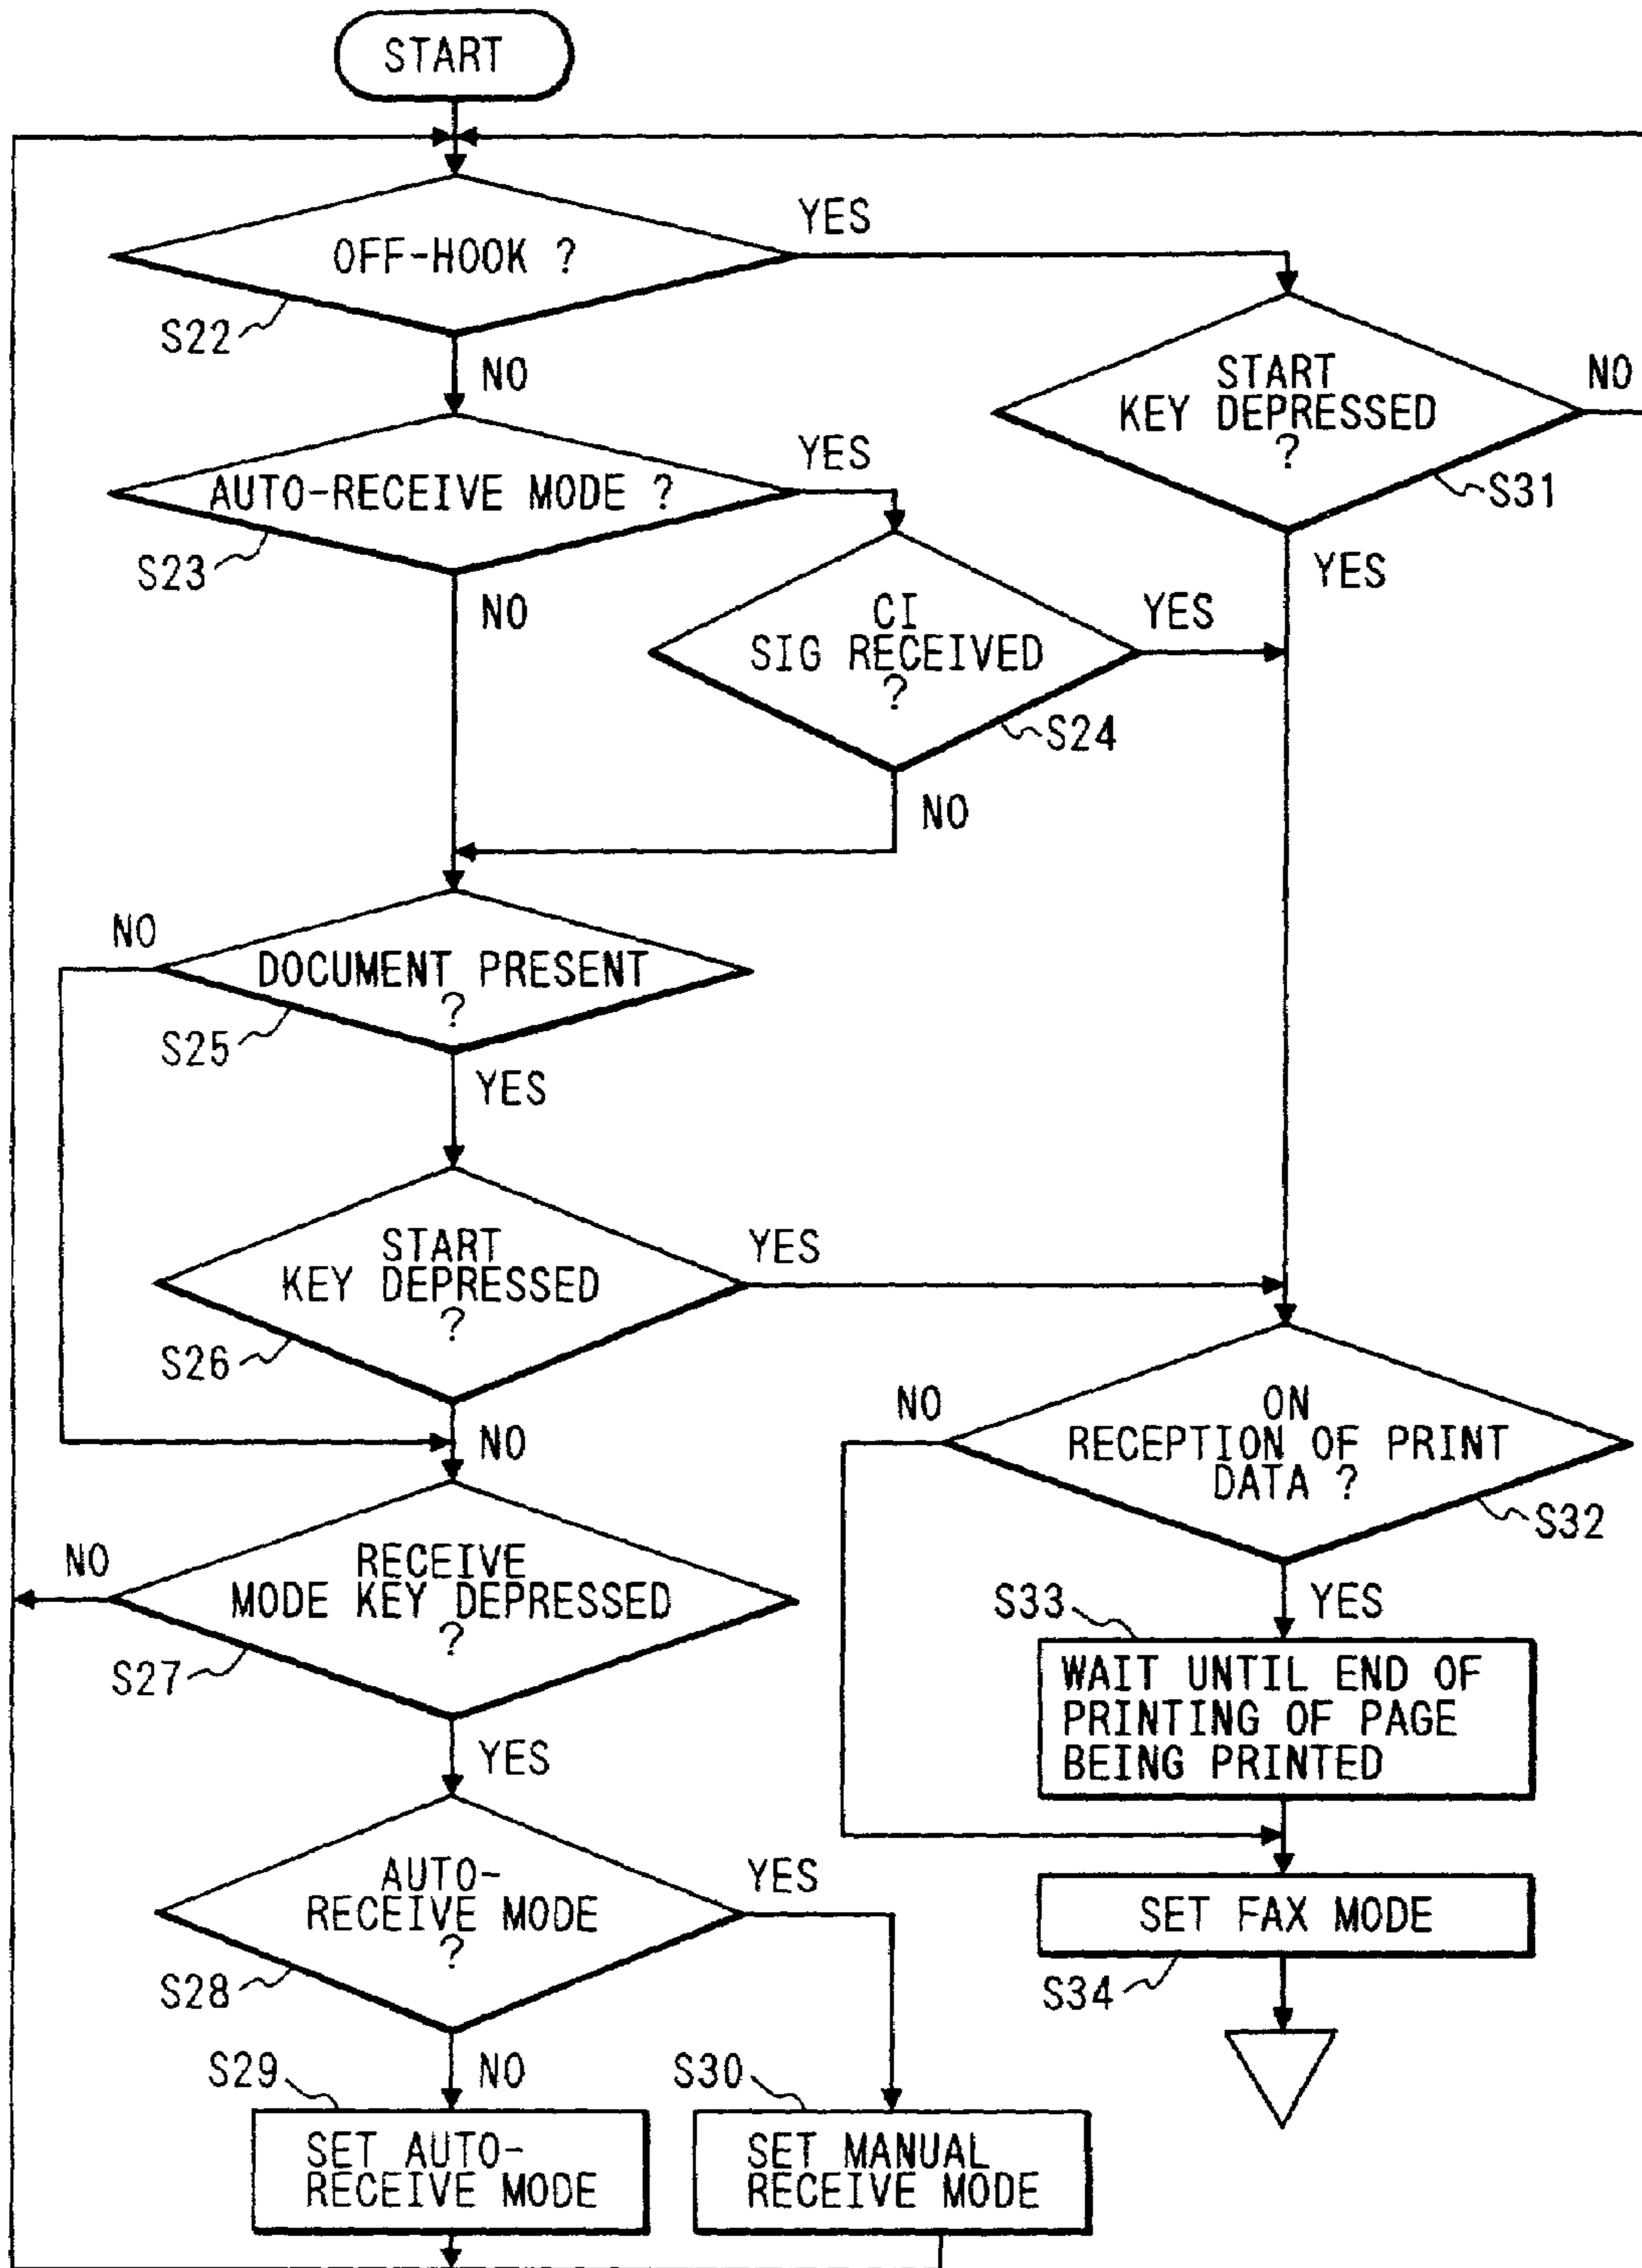 START
OFF-HOOK ?
YES
S22
NO
START
KEY DEPRESSED
?
NO
S31
YES
AUTO-RECEIVE MODE ?
YES
S23
NO
CI
SIG RECEIVED
?
YES
S24
NO
DOCUMENT PRESENT
?
NO
S25
YES
START
KEY DEPRESSED
?
YES
S26
NO
ON
RECEPTION OF PRINT
DATA ?
NO
S32
YES
RECEIVE
MODE KEY DEPRESSED
?
NO
S27
YES
S33
WAIT UNTIL END OF
PRINTING OF PAGE
BEING PRINTED
AUTO-
RECEIVE MODE
?
YES
S28
NO
SET FAX MODE
S34
S29
SET AUTO-
RECEIVE MODE
S30
SET MANUAL
RECEIVE MODE